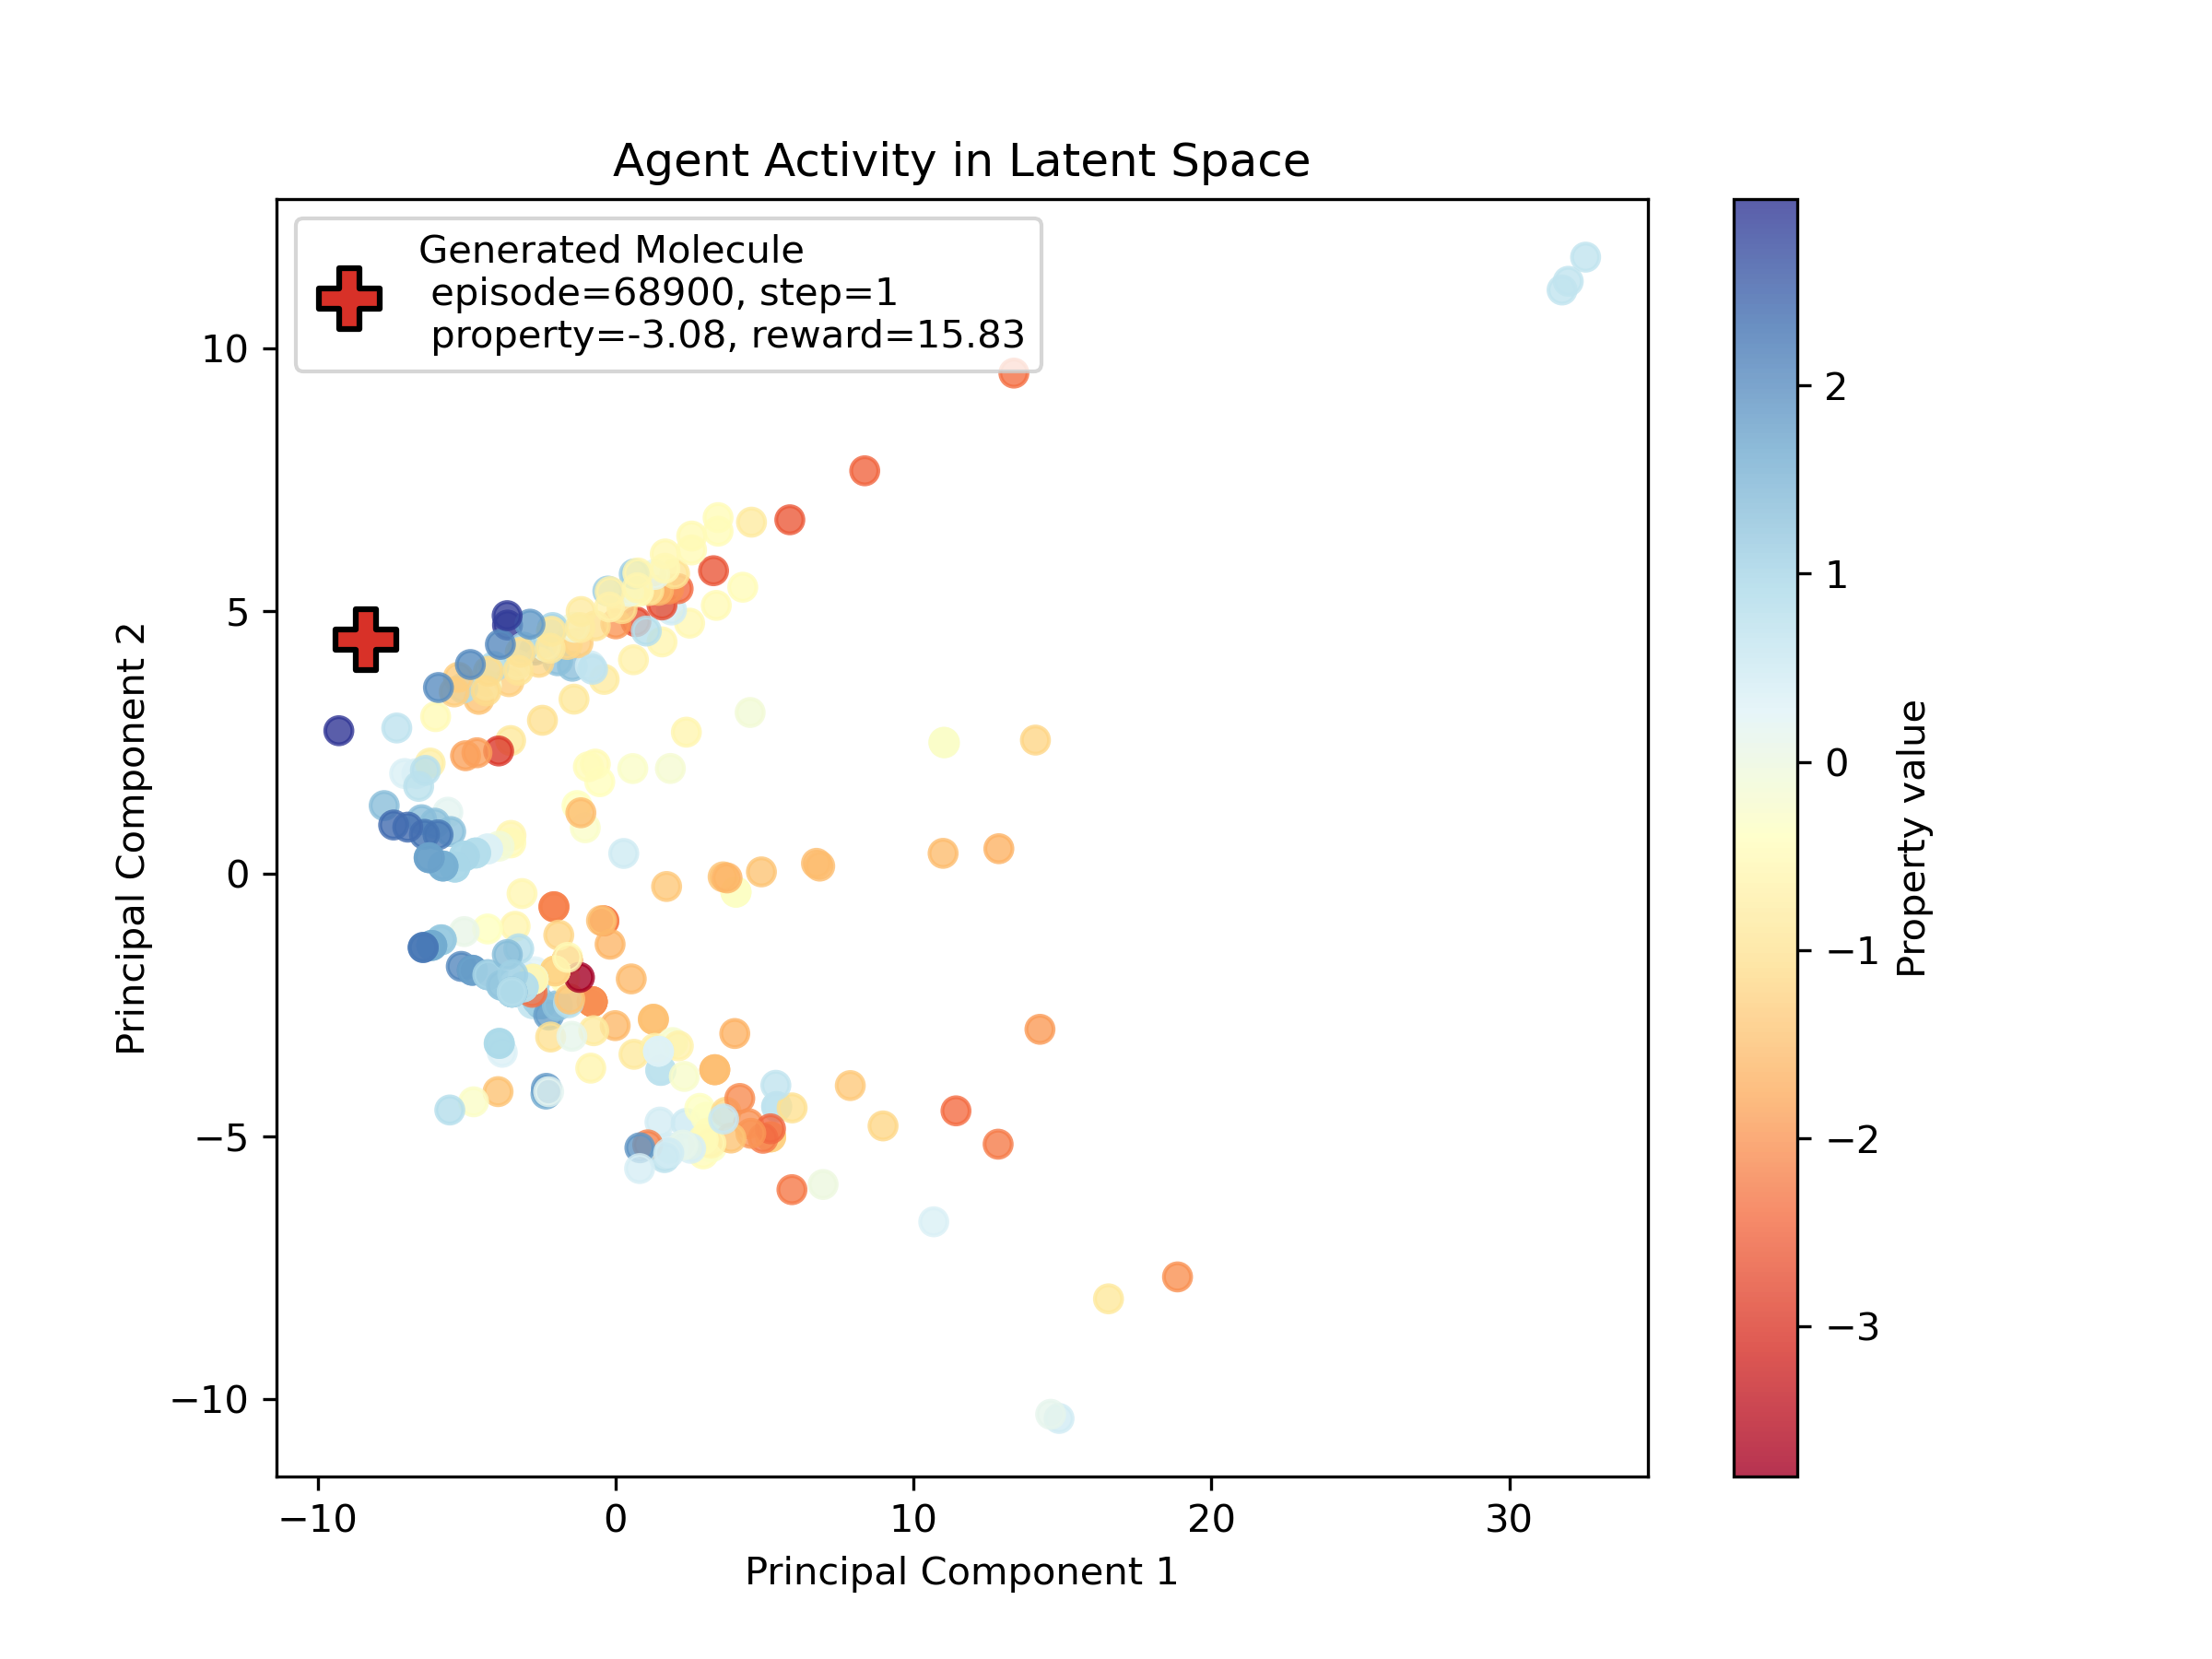 Agent Activity in Latent Space
Generated Molecule
episode=68900, step=1
property=-3.08, reward=15.83
10
5
0
−5
−10
Principal Component 2
−10
0
10
20
30
Principal Component 1
2
1
0
−1
−2
−3
Property value